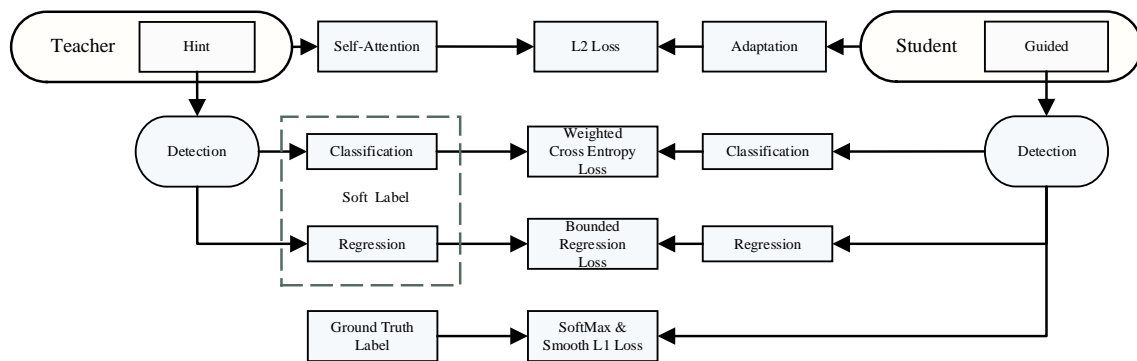 Teacher
Hint
Self-Attention
L2 Loss
Adaptation
Student
Guided
Detection
Classification
Weighted
Cross Entropy
Loss
Classification
Detection
Soft Label
Regression
Bounded
Regression
Loss
Regression
Ground Truth
Label
SoftMax &
Smooth L1 Loss